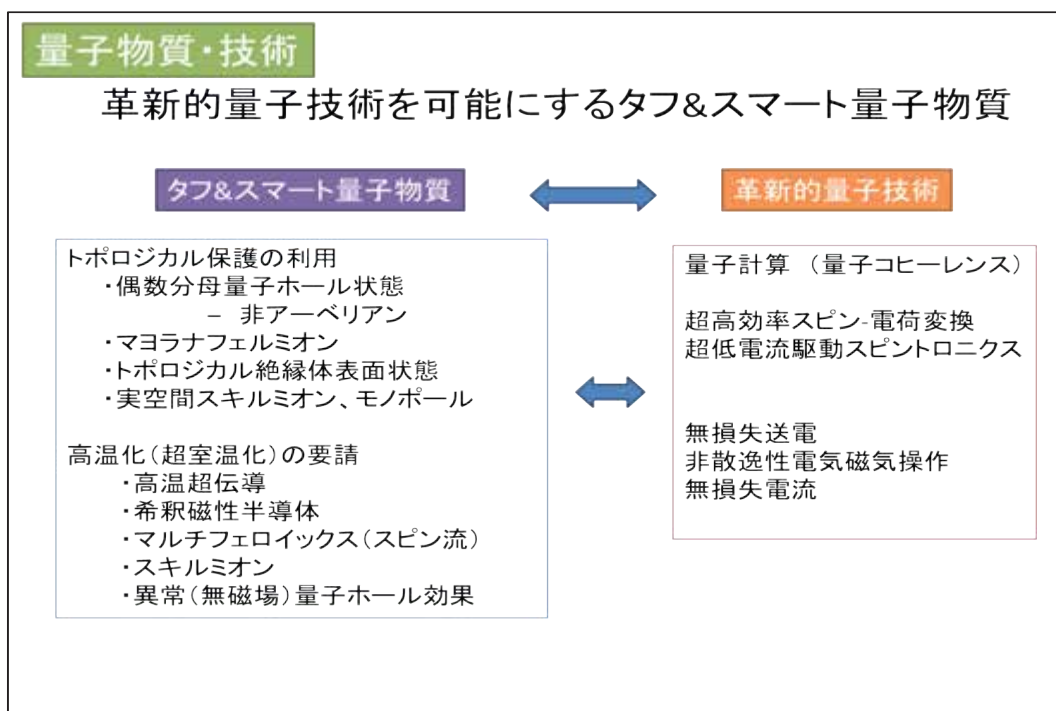 量子物質・技術
革新的量子技術を可能にするタフ&スマート量子物質
タフ&スマート量子物質
革新的量子技術
トポロジカル保護の利用
・偶数分母量子ホール状態
– 非アーベリアン
・マヨラナフェルミオン
・トポロジカル絶縁体表面状態
・実空間スキルミオン、モノポール
高温化(超室温化)の要請
・高温超伝導
・希釈磁性半導体
・マルチフェロイックス(スピン流)
・スキルミオン
・異常(無磁場)量子ホール効果
量子計算 (量子コヒーレンス)
超高効率スピン-電荷変換
超低電流駆動スピントロニクス
無損失送電
非散逸性電気磁気操作
無損失電流